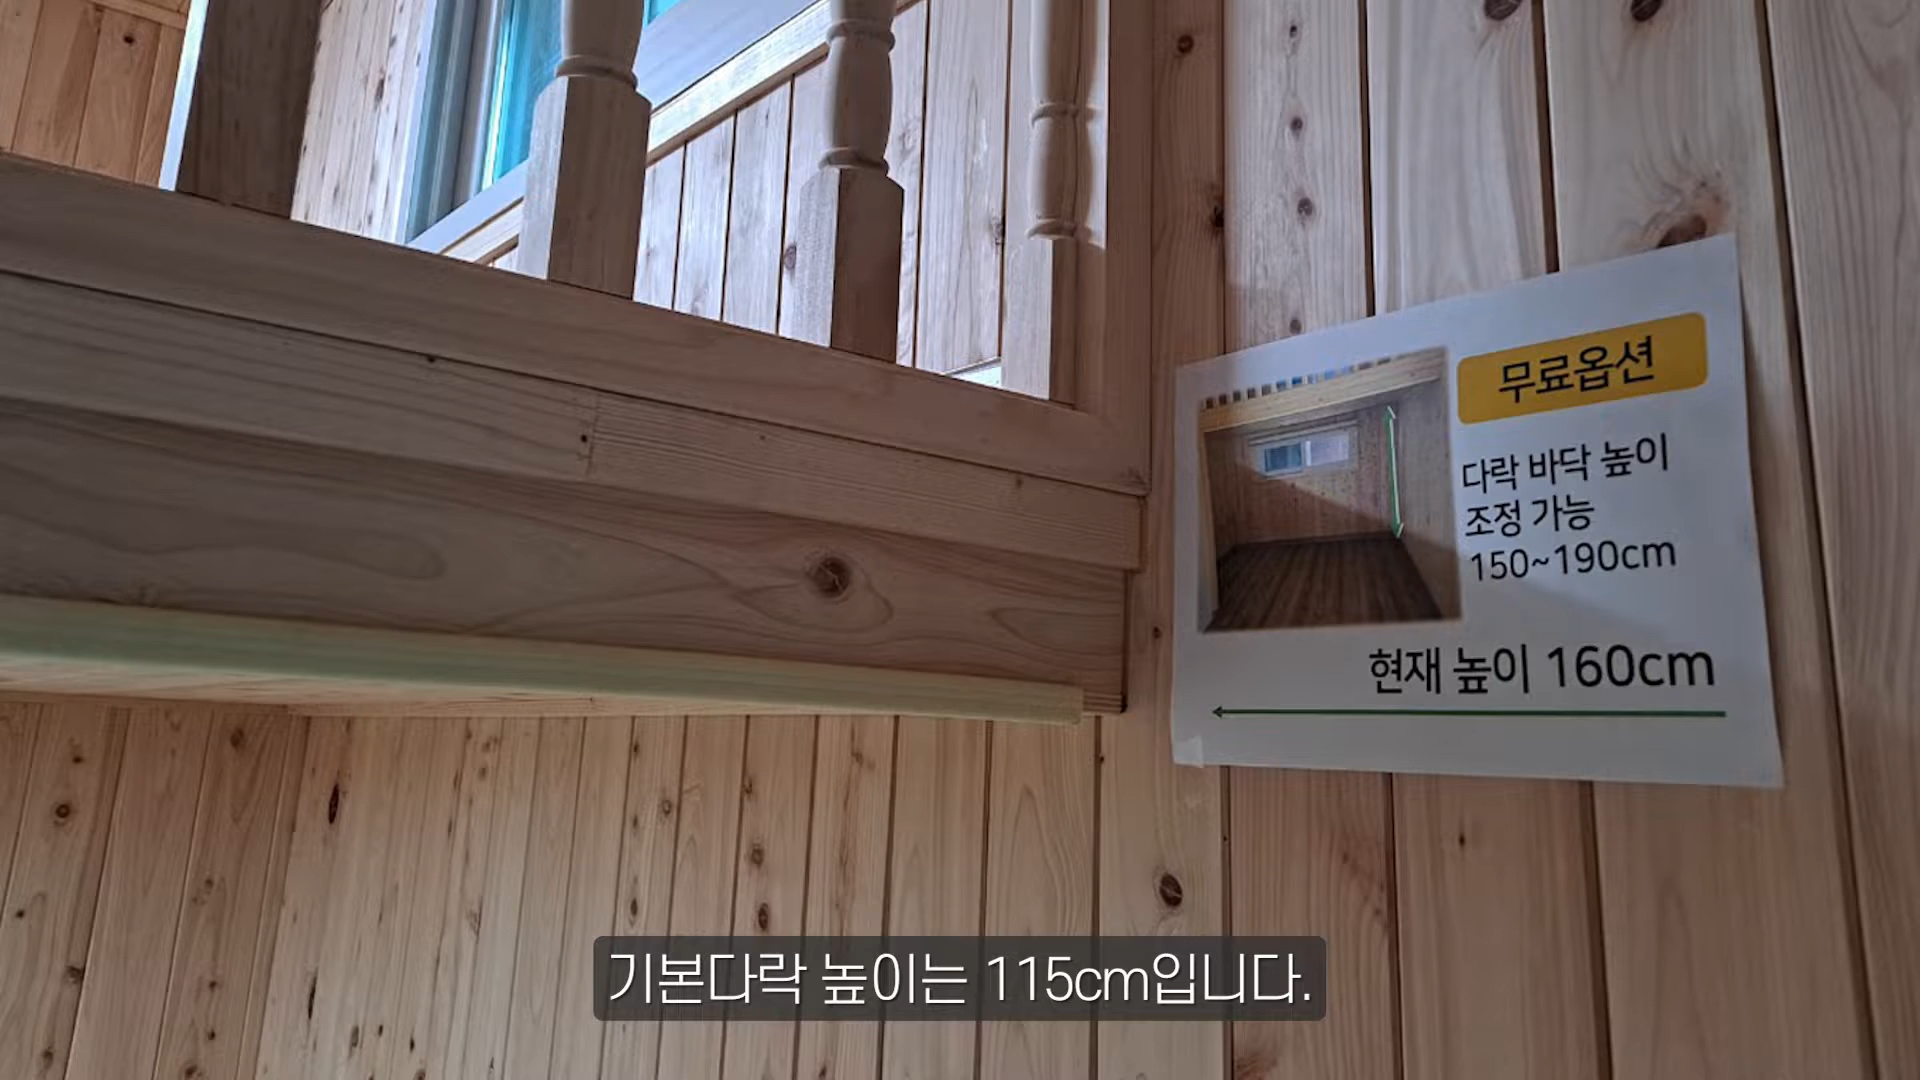 무료옵션
다락 바닥 높이
조정 가능
150~190cm
현재 높이 160cm
기본다락 높이는 115cm입니다.